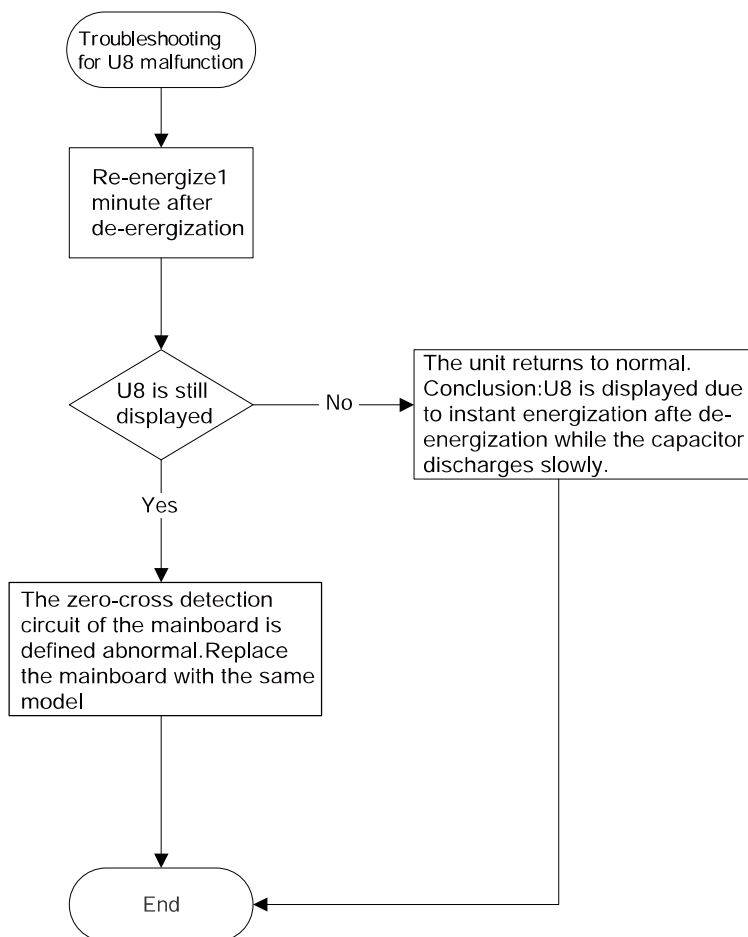 Troubleshooting
for U8 malfunction
Re-energize1
minute after
de-erergization
U8 is still
displayed
No
The unit returns to normal.
Conclusion:U8 is displayed due
to instant energization afte de-
energization while the capacitor
discharges slowly.
Yes
The zero-cross detection
circuit of the mainboard is
defined abnormal.Replace
the mainboard with the same
model
End